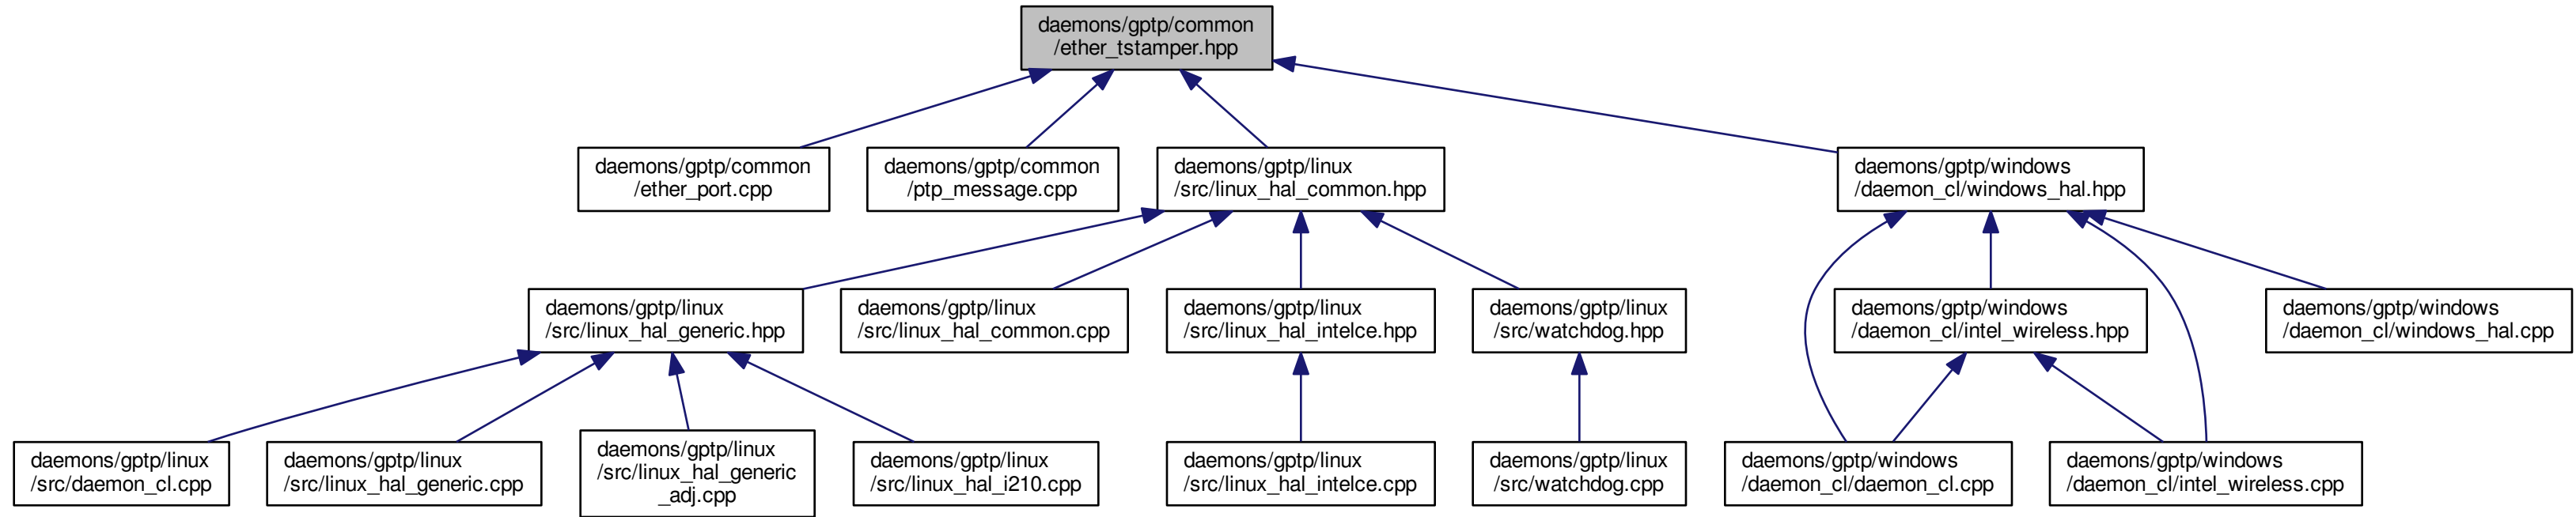 daemons/gptp/common
/ether_tstamper.hpp
daemons/gptp/common
/ether_port.cpp
daemons/gptp/common
/ptp_message.cpp
daemons/gptp/linux
/src/linux_hal_common.hpp
daemons/gptp/windows
/daemon_cl/windows_hal.hpp
daemons/gptp/linux
/src/linux_hal_generic.hpp
daemons/gptp/linux
/src/linux_hal_common.cpp
daemons/gptp/linux
/src/linux_hal_intelce.hpp
daemons/gptp/linux
/src/watchdog.hpp
daemons/gptp/windows
/daemon_cl/intel_wireless.hpp
daemons/gptp/windows
/daemon_cl/windows_hal.cpp
daemons/gptp/linux
/src/daemon_cl.cpp
daemons/gptp/linux
/src/linux_hal_generic.cpp
daemons/gptp/linux
/src/linux_hal_generic
_adj.cpp
daemons/gptp/linux
/src/linux_hal_i210.cpp
daemons/gptp/linux
/src/linux_hal_intelce.cpp
daemons/gptp/linux
/src/watchdog.cpp
daemons/gptp/windows
/daemon_cl/daemon_cl.cpp
daemons/gptp/windows
/daemon_cl/intel_wireless.cpp